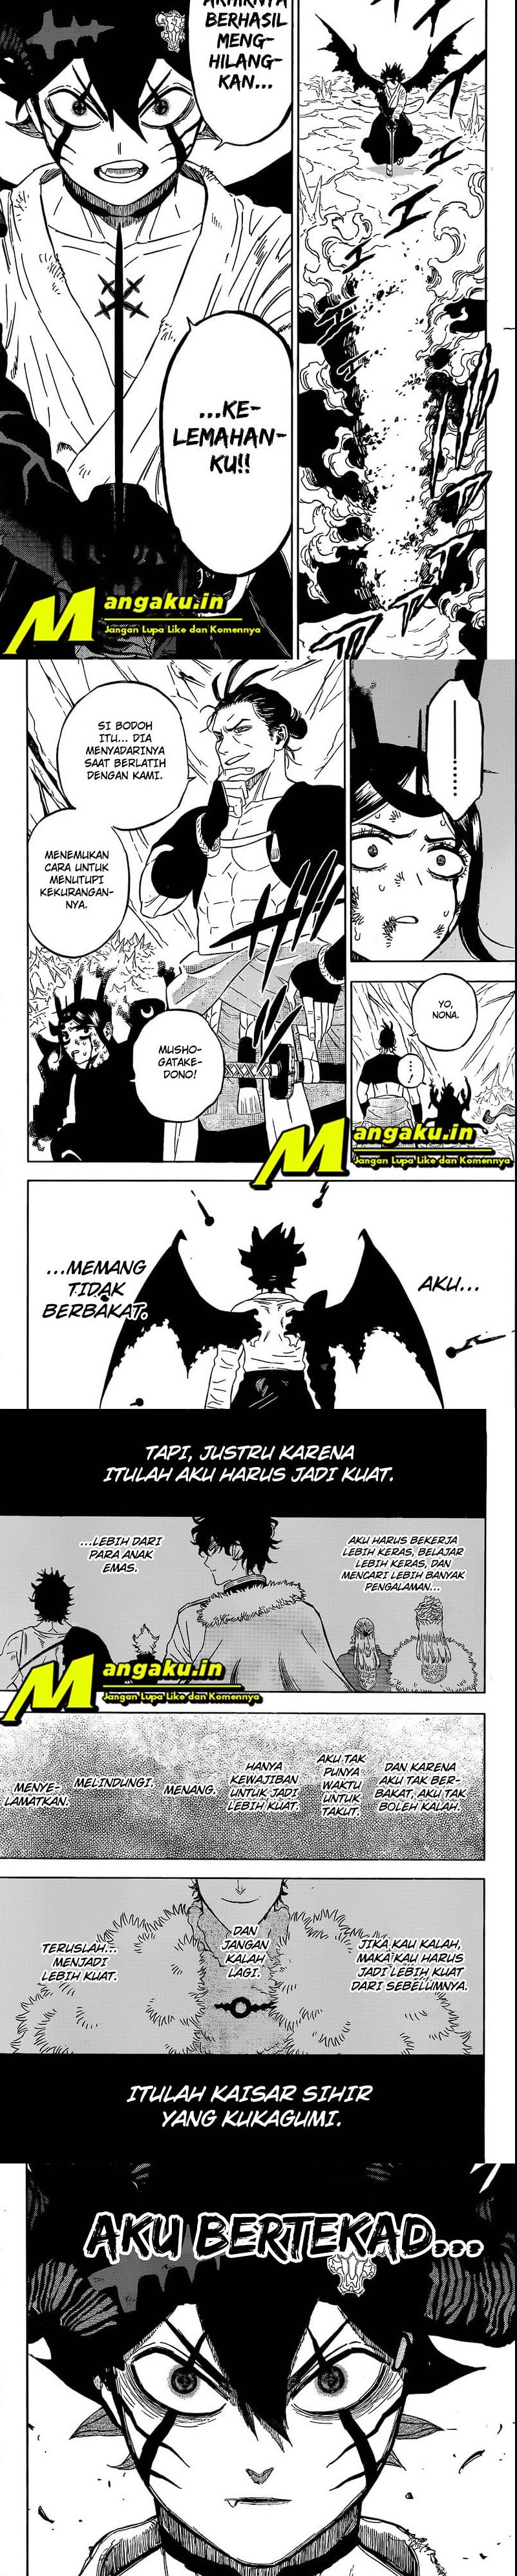 AKHIRNYA
BERHASIL
MENG-
HILANG-
KAN...
...KE-
LEMAHAN-
KU!!
Mangaku.in
Jangan Lupa Like dan Komennya
..........
SI BODOH
ITU... DIA
MENYADARINYA
SAAT BERLATIH
DENGAN KAMI.
MENEMUKAN
CARA UNTUK
MENUTUPI
KEKURANGAN-
NYA.
MUSHO-
GATAKE-
DONO!
YO,
NONA.
...
Mangaku.in
Jangan Lupa Like dan Komennya
AKU...
...MEMANG
TIDAK
BERBAKAT.
TAPI, JUSTRU KARENA
ITULAH AKU HARUS JADI KUAT.
AKU HARUS BEKERJA
LEBIH KERAS, BELAJAR
LEBIH KERAS, DAN
MENCARI LEBIH BANYAK
PENGALAMAN...
...LEBIH DARI
PARA ANAK
EMAS.
Mangaku.in
Jangan Lupa Like dan Komennya
DAN KARENA
AKU TAK BER-
BAKAT, AKU TAK
BOLEH KALAH.
AKU TAK
PUNYA
WAKTU
UNTUK
TAKUT.
HANYA
KEWAJIBAN
UNTUK JADI
LEBIH KUAT.
MENANG.
MELINDUNGI.
MENYE-
LAMATKAN.
JIKA KAU KALAH,
MAKA KAU HARUS
JADI LEBIH KUAT
DARI SEBELUMNYA.
DAN
JANGAN
KALAH
LAGI.
TERUSLAH...
MENJADI
LEBIH KUAT.
ITULAH KAISAR SIHIR
YANG KUKAGUMI.
AKU BERTEKAD...